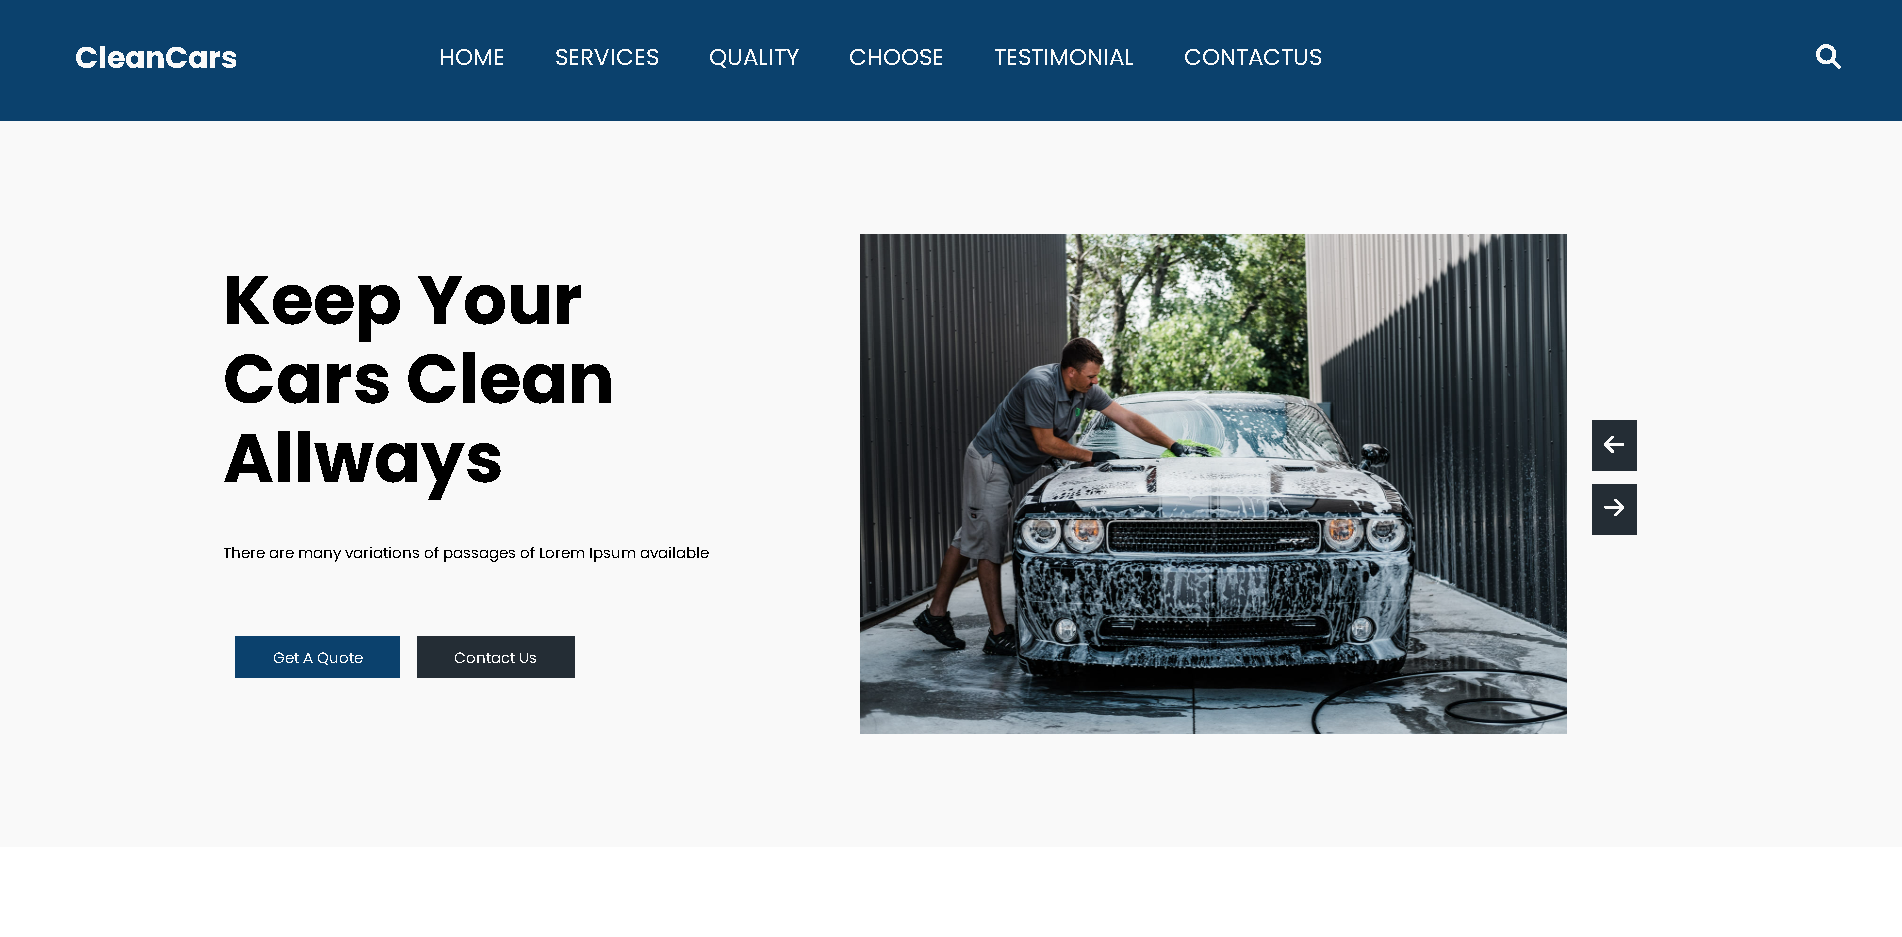 CleanCars
HOME SERVICES QUALITY CHOOSE TESTIMONIAL CONTACTUS
Keep Your
Cars Clean
Allways
There are many variations of passages of Lorem Ipsum available
Get A Quote Contact Us